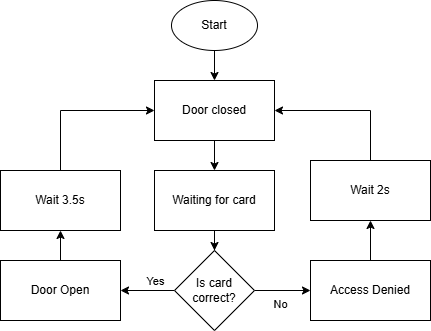 Start
Door closed
Wait 3.5s
Waiting for card
Wait 2s
Door Open
Yes
Is card
correct?
No
Access Denied